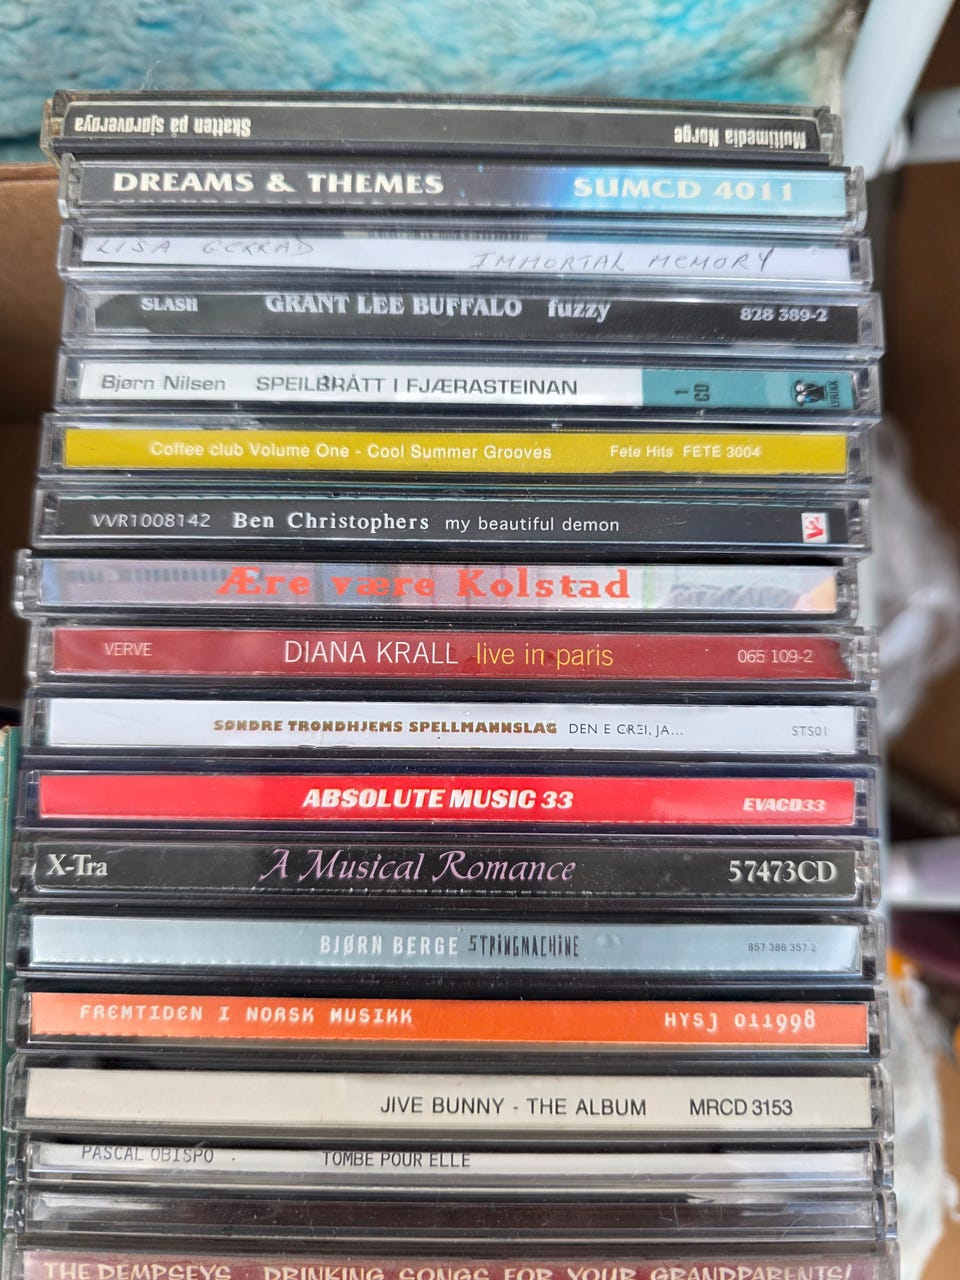 Skatten på sjørøverøya Multimedia Norge
DREAMS & THEMES SUMCD 4011
LISA GERRAD IMMORTAL MEMORY
SLASH GRANT LEE BUFFALO fuzzy 828 389-2
Bjørn Nilsen SPEILBRÅTT I FJÆRASTEINAN 1 CD LYRIKK
Coffee club Volume One - Cool Summer Grooves Fete Hits FETE 3004
VVR1008142 Ben Christophers my beautiful demon V2
Ære være Kolstad
VERVE DIANA KRALL live in paris 065 109-2
SØNDRE TRONDHJEMS SPELLMANNSLAG DEN E GREI, JA... STS01
ABSOLUTE MUSIC 33 EVACD33
X-Tra A Musical Romance 57473CD
BJØRN BERGE STRINGMACHINE 857 386 357 2
FREMTIDEN I NORSK MUSIKK HYSJ 011998
JIVE BUNNY - THE ALBUM MRCD 3153
PASCAL OBISPO TOMBE POUR ELLE
THE DEMPSEYS . DRINKING SONGS FOR YOUR GRANDPARENTS!